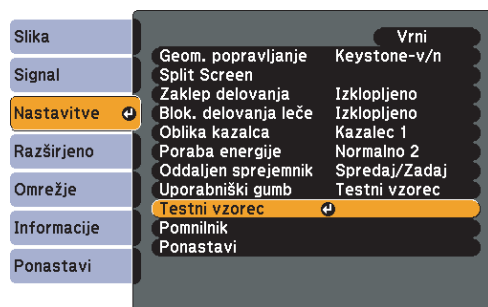 Slika
Signal
Nastavitve
Razširjeno
Omrežje
Informacije
Ponastavi
Vrni
Geom. popravljanje Keystone-v/n
Split Screen
Zaklep delovanja Izklopljeno
Blok. delovanja leče Izklopljeno
Oblika kazalca Kazalec 1
Poraba energije Normalno 2
Oddaljen sprejemnik Spredaj/Zadaj
Uporabniški gumb Testni vzorec
Testni vzorec
Pomnilnik
Ponastavi